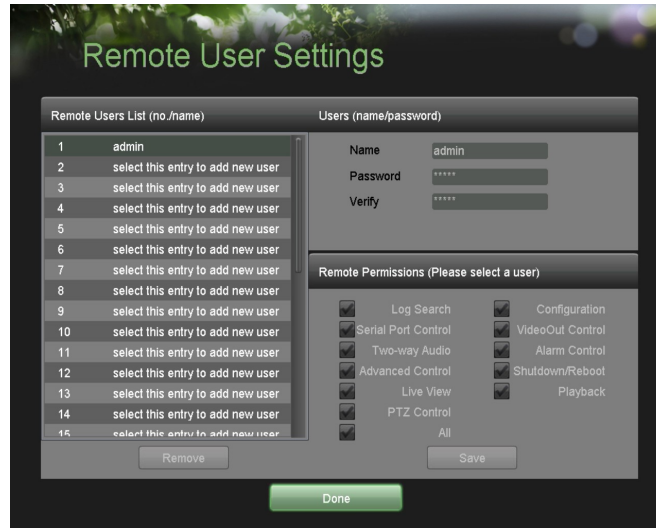 Remote User Settings
Remote Users List (no./name)
1 admin
2 select this entry to add new user
3 select this entry to add new user
4 select this entry to add new user
5 select this entry to add new user
6 select this entry to add new user
7 select this entry to add new user
8 select this entry to add new user
9 select this entry to add new user
10 select this entry to add new user
11 select this entry to add new user
12 select this entry to add new user
13 select this entry to add new user
14 select this entry to add new user
15 select this entry to add new user
Remove
Users (name/password)
Name admin
Password *****
Verify *****
Remote Permissions (Please select a user)
Log Search Configuration
Serial Port Control VideoOut Control
Two-way Audio Alarm Control
Advanced Control Shutdown/Reboot
Live View Playback
PTZ Control
All
Save
Done